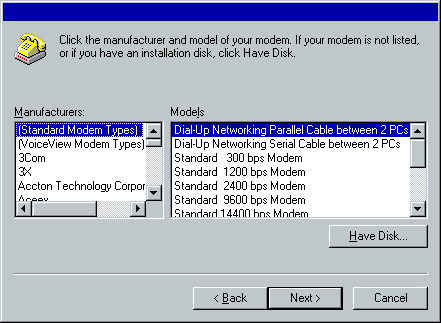 Click the manufacturer and model of your modem. If your modem is not listed,
or if you have an installation disk, click Have Disk.
Manufacturers:
(Standard Modem Types)
(VoiceView Modem Types)
3Com
3X
Accton Technology Corpor
Aceex
Models
Dial-Up Networking Parallel Cable between 2 PCs
Dial-Up Networking Serial Cable between 2 PCs
Standard 300 bps Modem
Standard 1200 bps Modem
Standard 2400 bps Modem
Standard 9600 bps Modem
Standard 14400 bps Modem
Have Disk...
< Back
Next >
Cancel